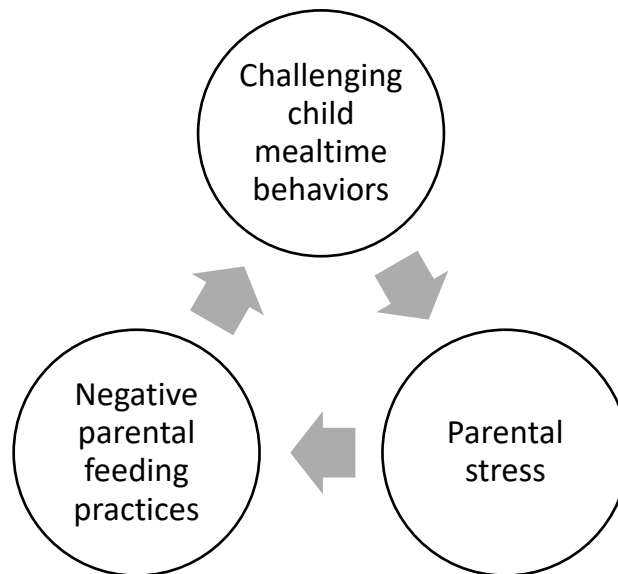 Challenging
child
mealtime
behaviors
Parental
stress
Negative
parental
feeding
practices